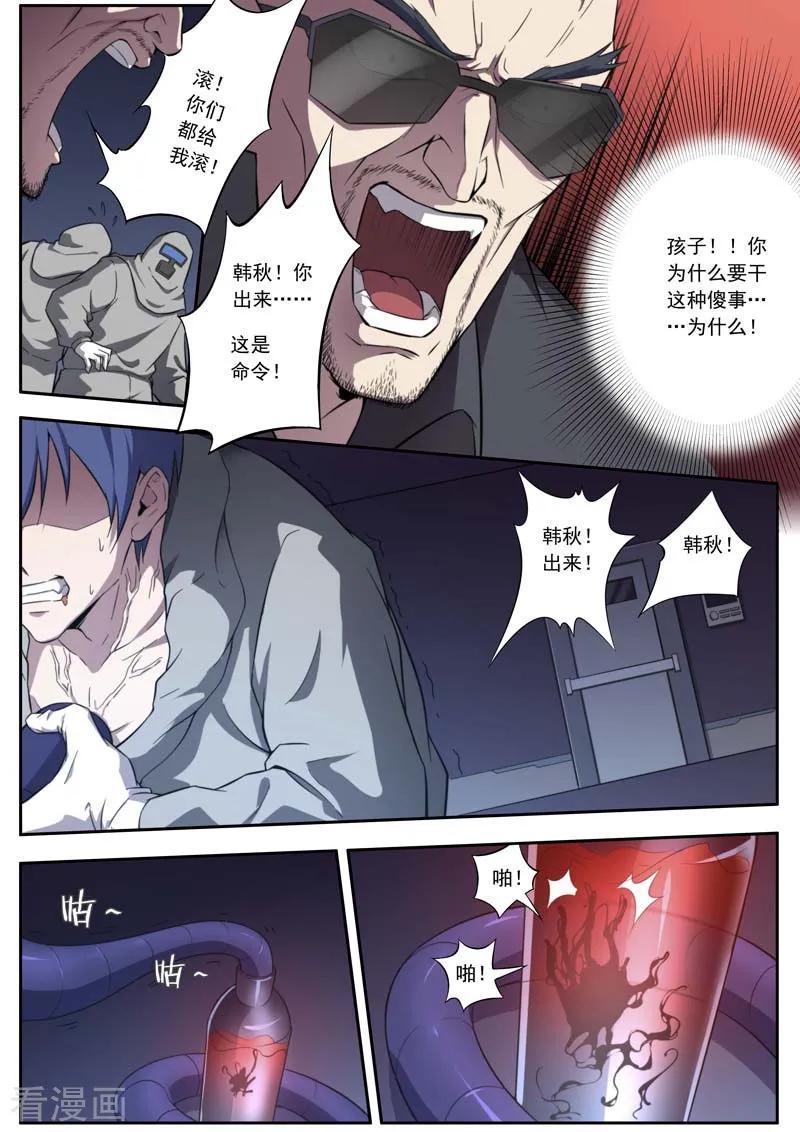 滚！
你们
都给
我滚！
韩秋！你
出来……
这是
命令！
孩子！！你
为什么要干
这种傻事…
…为什么！
韩秋！
出来！
韩秋！
咕～
咕～
啪！
啪！
看漫画